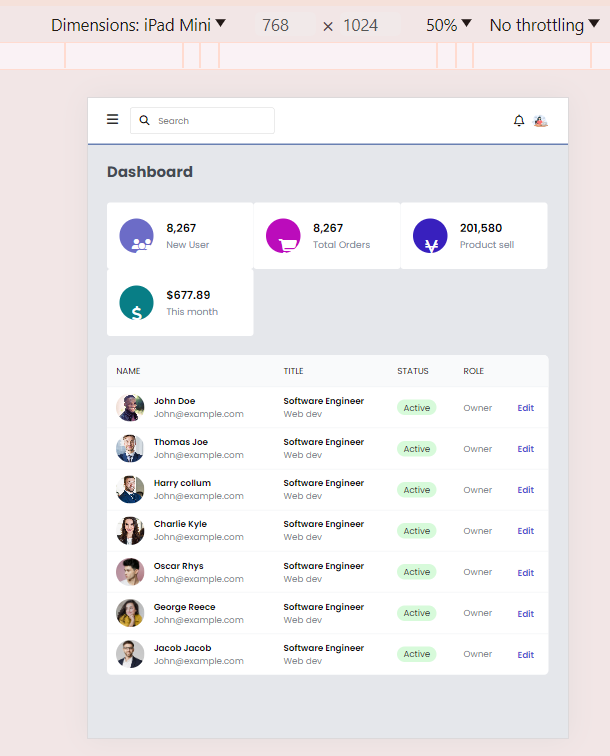 Dimensions: iPad Mini ▼ 768 × 1024 50% ▼ No throttling ▼
Search
Dashboard
8,267
New User
8,267
Total Orders
201,580
Product sell
$677.89
This month
NAME TITLE STATUS ROLE
John Doe Software Engineer
John@example.com Web dev Active Owner Edit
Thomas Joe Software Engineer
John@example.com Web dev Active Owner Edit
Harry collum Software Engineer
John@example.com Web dev Active Owner Edit
Charlie Kyle Software Engineer
John@example.com Web dev Active Owner Edit
Oscar Rhys Software Engineer
John@example.com Web dev Active Owner Edit
George Reece Software Engineer
John@example.com Web dev Active Owner Edit
Jacob Jacob Software Engineer
John@example.com Web dev Active Owner Edit